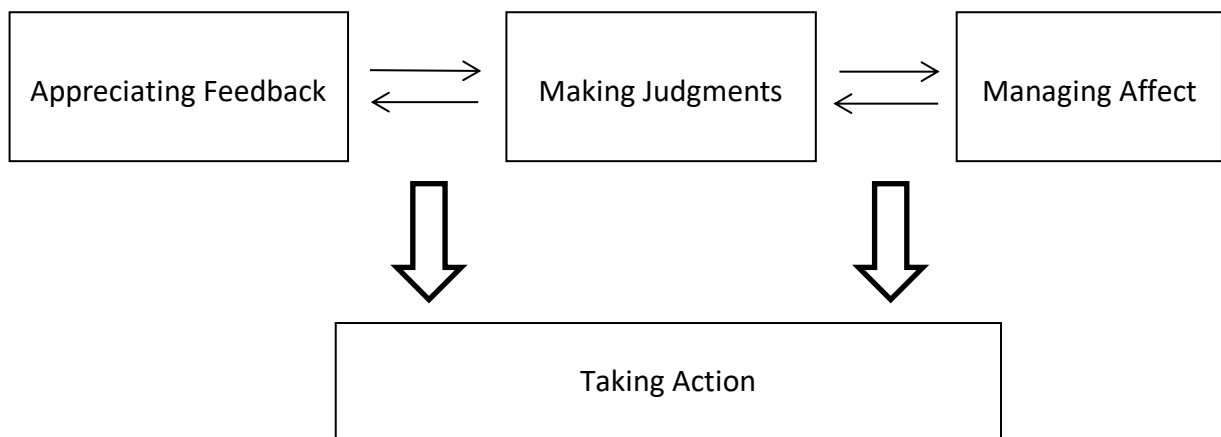 Appreciating Feedback
Making Judgments
Managing Affect
Taking Action